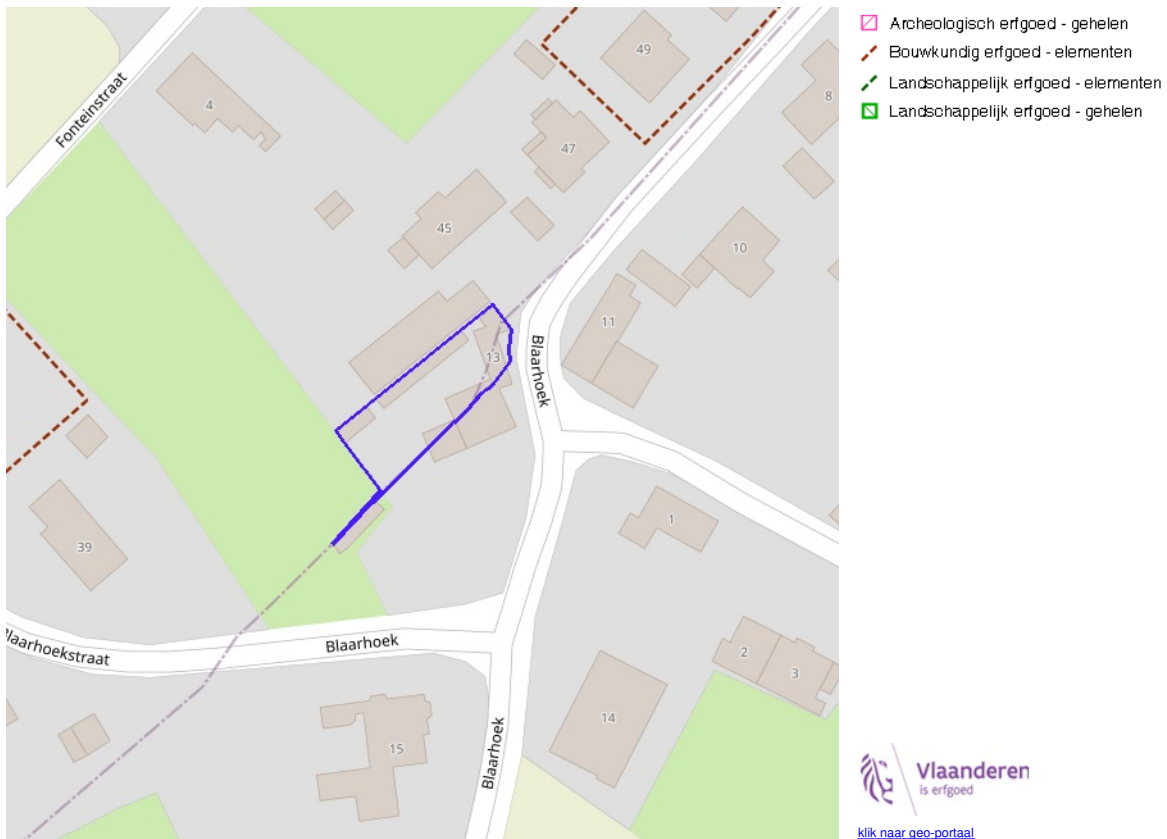 Fonteinstraat
4
49
8
47
45
10
11
13
Blaarhoek
1
39
Blaarhoekstraat
Blaarhoek
2
3
14
15
Blaarhoek
Archeologisch erfgoed - gehelen
Bouwkundig erfgoed - elementen
Landschappelijk erfgoed - elementen
Landschappelijk erfgoed - gehelen
Vlaanderen
is erfgoed
klik naar geo-portaal